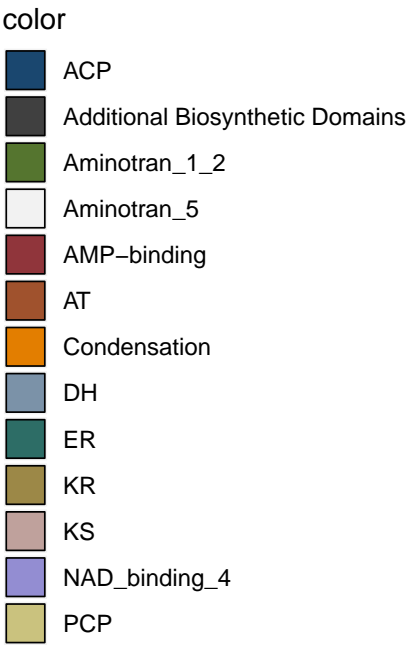 color
ACP
Additional Biosynthetic Domains
Aminotran_1_2
Aminotran_5
AMP−binding
AT
Condensation
DH
ER
KR
KS
NAD_binding_4
PCP